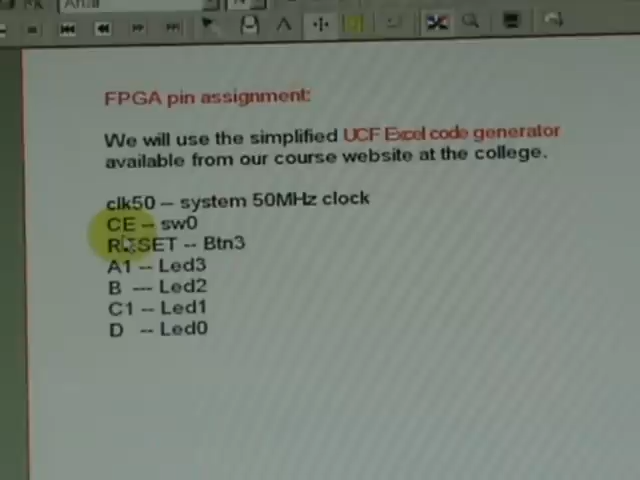 Arial
FPGA pin assignment:
We will use the simplified UCF Excel code generator
available from our course website at the college.
clk50 -- system 50MHz clock
CE -- sw0
RESET -- Btn3
A1 -- Led3
B --- Led2
C1 -- Led1
D -- Led0